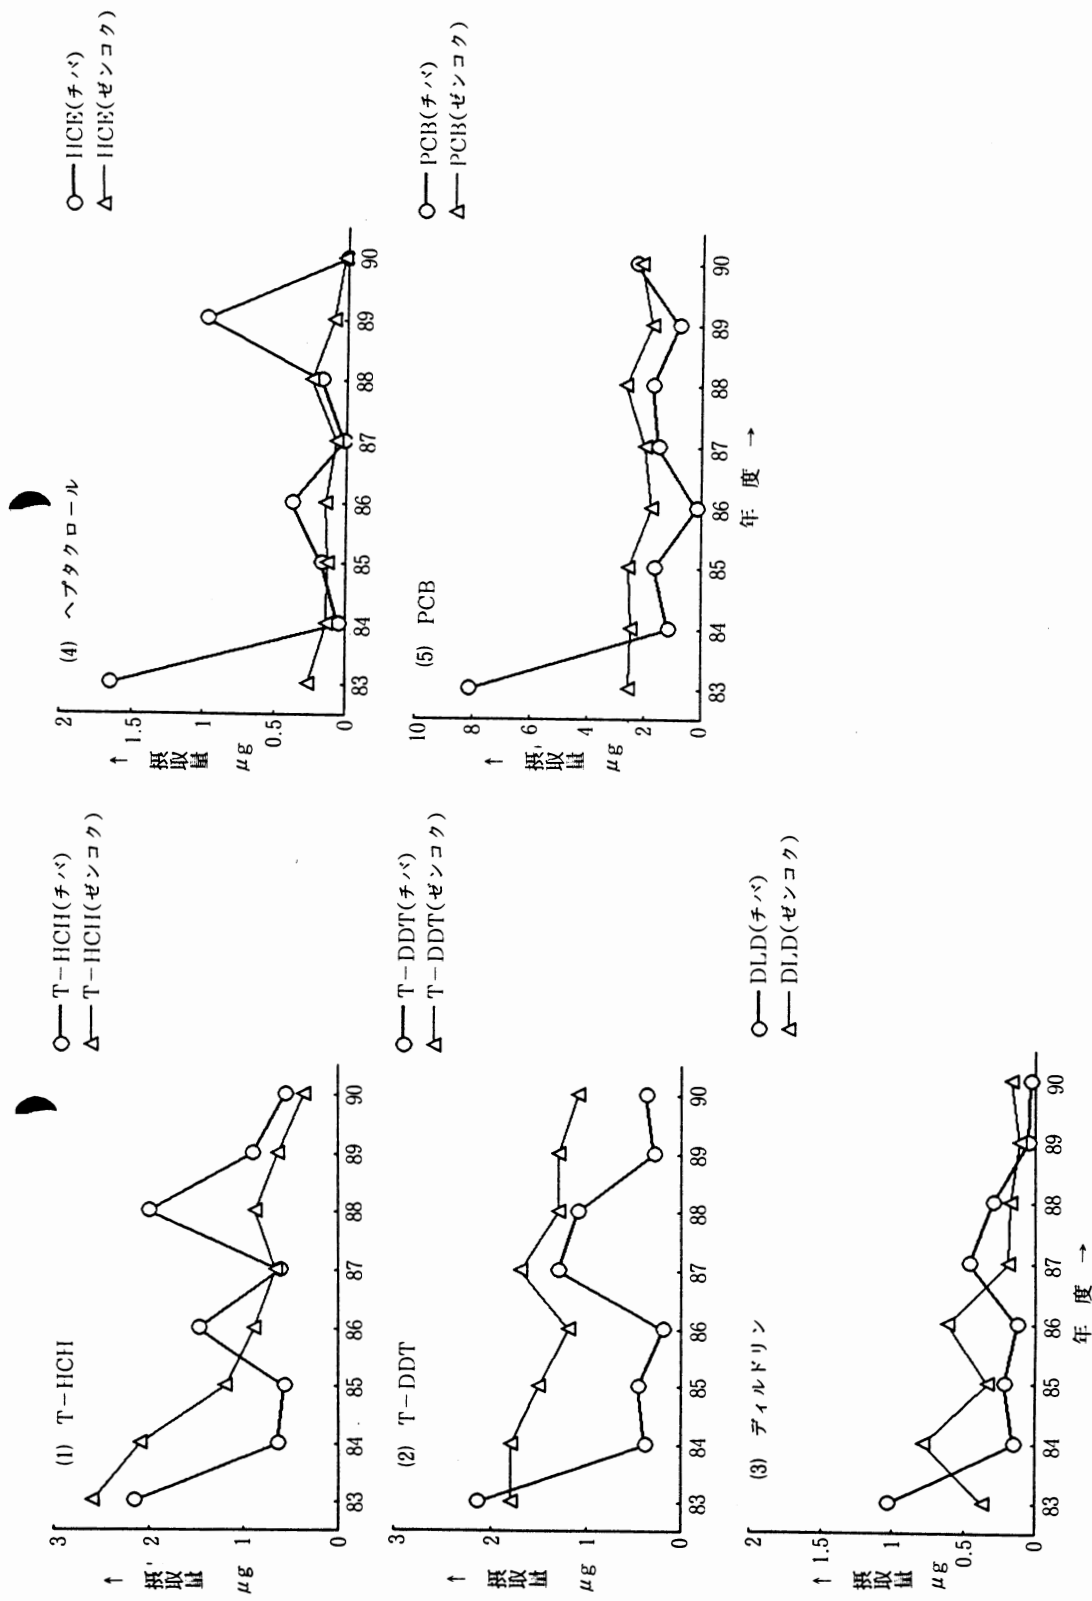 (1) T-HCH
T-HCH(チバ)
T-HCH(ゼンコク)
↑
摂取量
μg
3
2
1
0
83 84 85 86 87 88 89 90
(2) T-DDT
T-DDT(チバ)
T-DDT(ゼンコク)
↑
摂取量
μg
3
2
1
0
83 84 85 86 87 88 89 90
(3) ディルドリン
DLD(チバ)
DLD(ゼンコク)
↑
摂取量
μg
2
1.5
1
0.5
0
83 84 85 86 87 88 89 90
年度 →
(4) ヘプタクロール
HCE(チバ)
HCE(ゼンコク)
↑
摂取量
μg
2
1.5
1
0.5
0
83 84 85 86 87 88 89 90
(5) PCB
PCB(チバ)
PCB(ゼンコク)
↑
摂取量
μg
10
8
6
4
2
0
83 84 85 86 87 88 89 90
年度 →